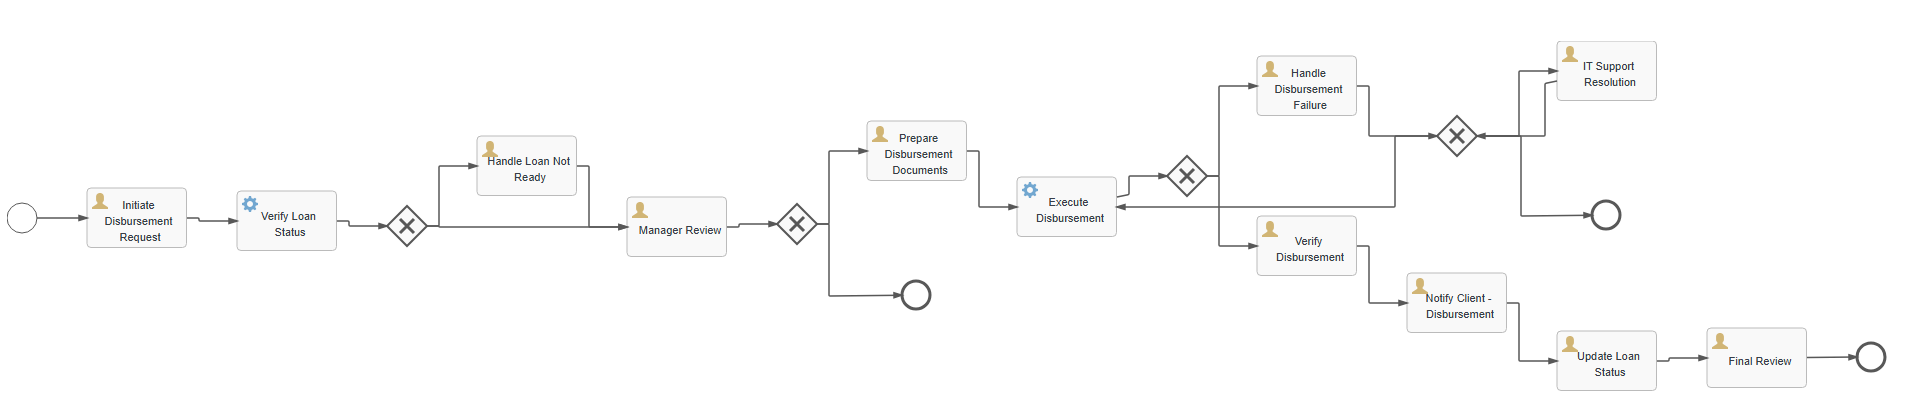 Initiate
Disbursement
Request
Verify Loan
Status
Handle Loan Not
Ready
Manager Review
Prepare
Disbursement
Documents
Execute
Disbursement
Handle
Disbursement
Failure
Verify
Disbursement
IT Support
Resolution
Notify Client -
Disbursement
Update Loan
Status
Final Review